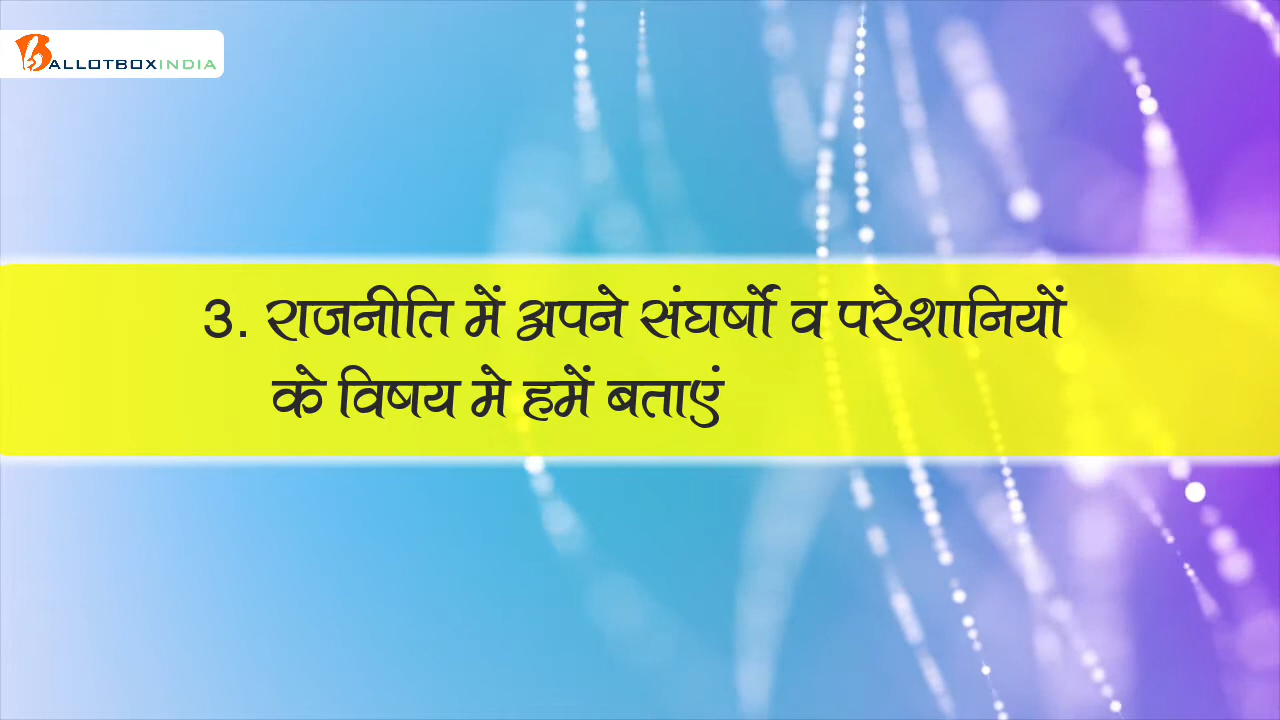 BALLOTBOXINDIA
3. राजनीति में अपने संघर्षो व परेशानियों
के विषय मे हमें बताएं